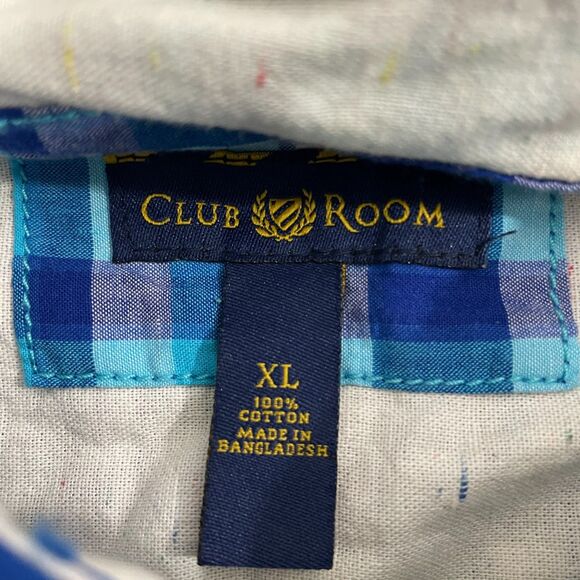 CLUB ROOM
XL
100%
COTTON
MADE IN
BANGLADESH